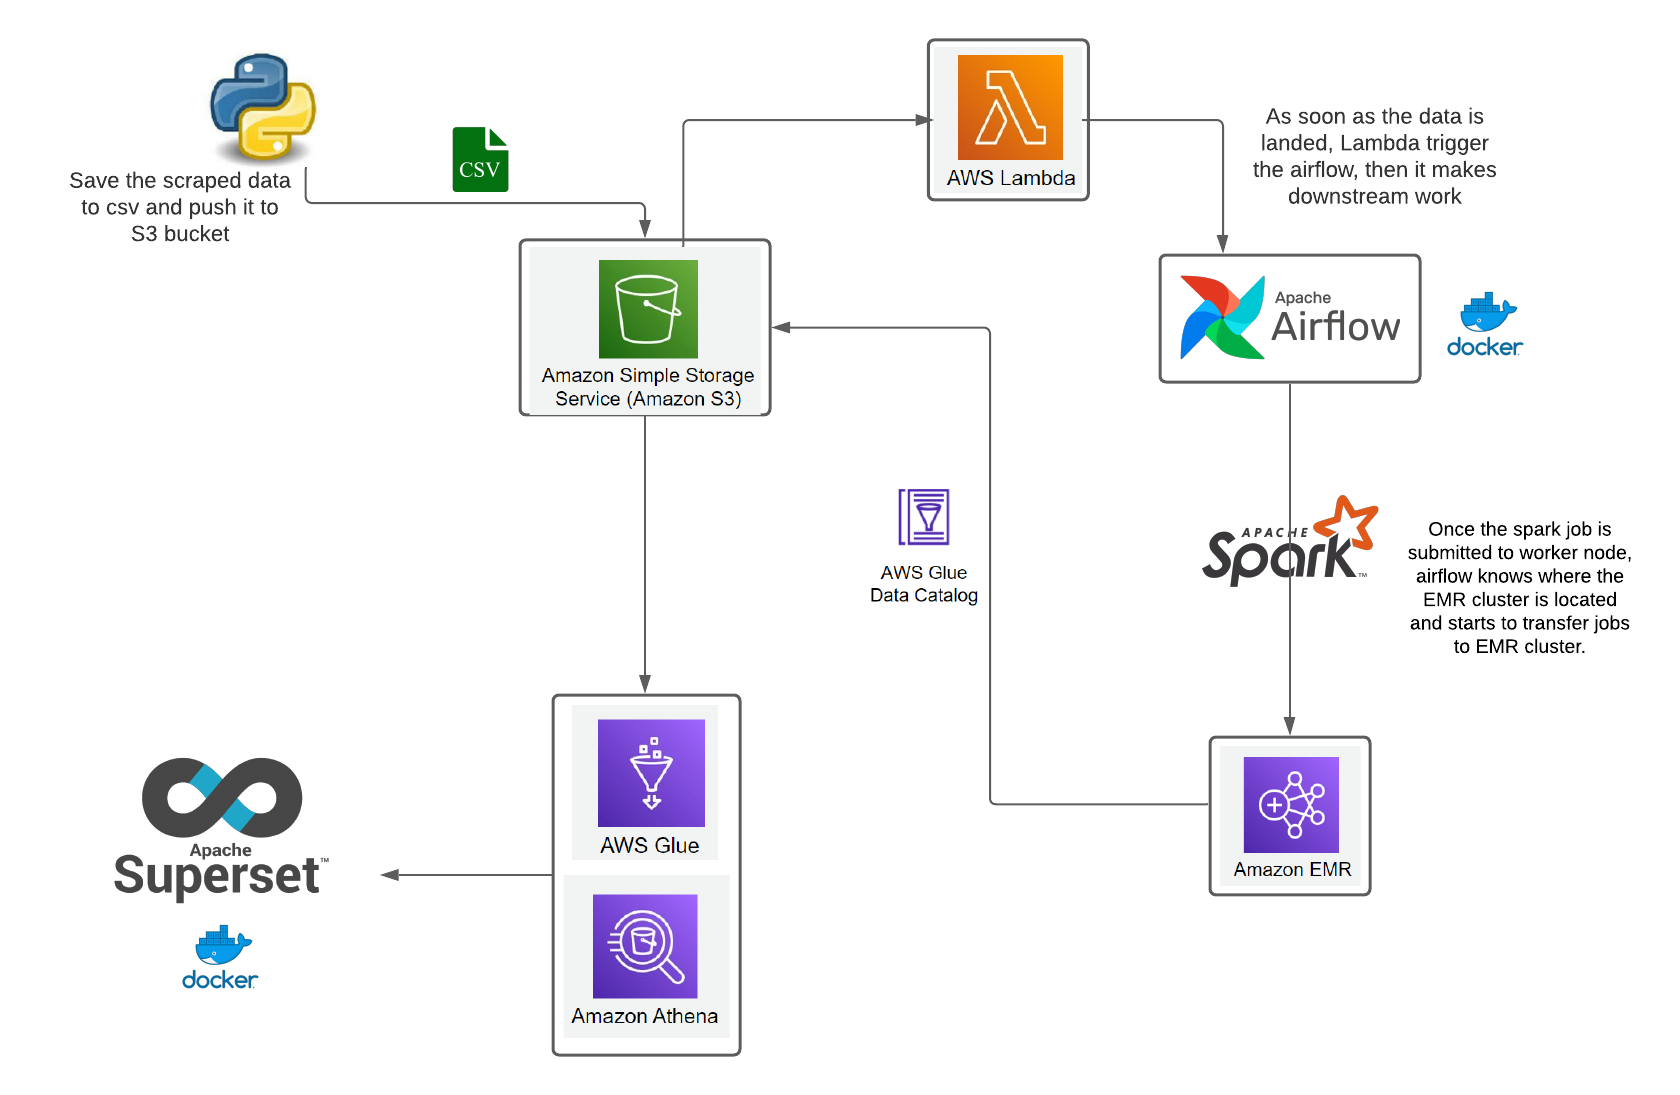 Save the scraped data
to csv and push it to
S3 bucket
CSV
Amazon Simple Storage
Service (Amazon S3)
AWS Lambda
As soon as the data is
landed, Lambda trigger
the airflow, then it makes
downstream work
Apache
Airflow
docker
AWS Glue
Data Catalog
APACHE
Spark™
Once the spark job is
submitted to worker node,
airflow knows where the
EMR cluster is located
and starts to transfer jobs
to EMR cluster.
Amazon EMR
AWS Glue
Amazon Athena
Apache
Superset™
docker